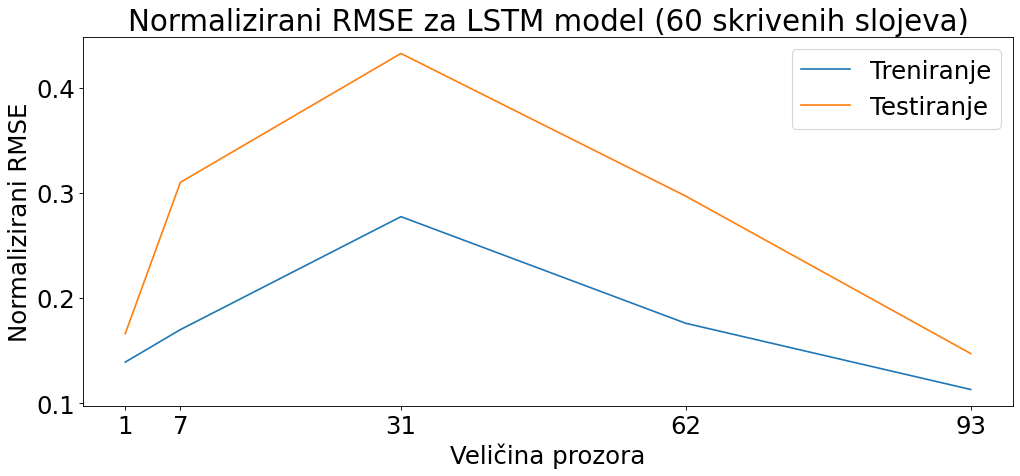 Normalizirani RMSE za LSTM model (60 skrivenih slojeva)
Treniranje
Testiranje
Normalizirani RMSE
0.4
0.3
0.2
0.1
1 7 31 62 93
Veličina prozora